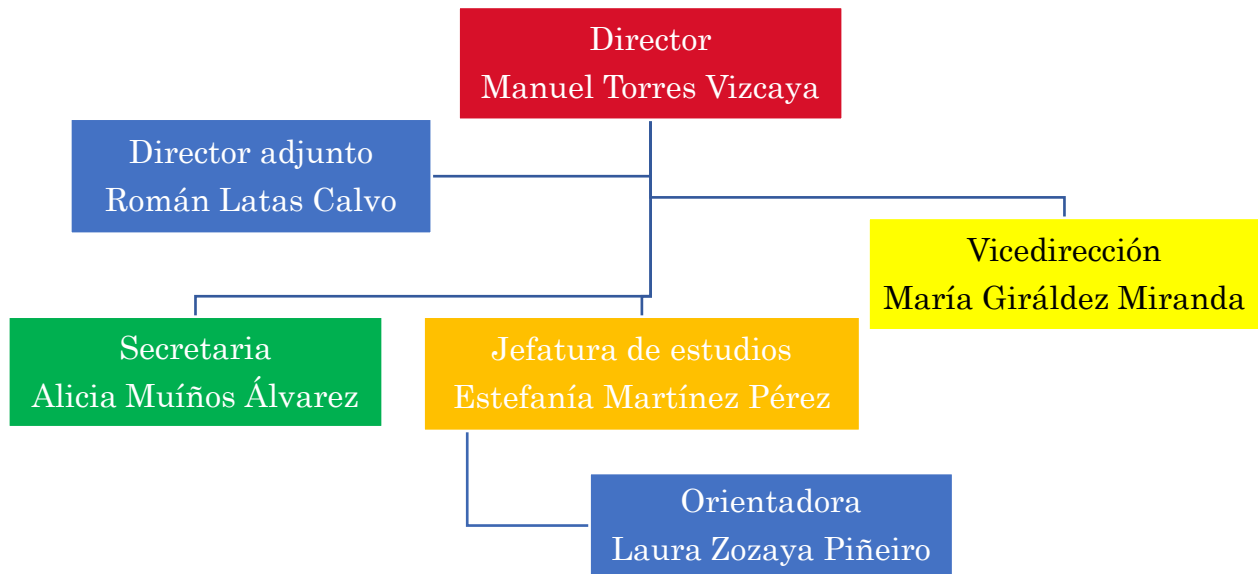 Director
Manuel Torres Vizcaya
Director adjunto
Román Latas Calvo
Vicedirección
María Giráldez Miranda
Secretaria
Alicia Muíños Álvarez
Jefatura de estudios
Estefanía Martínez Pérez
Orientadora
Laura Zozaya Piñeiro